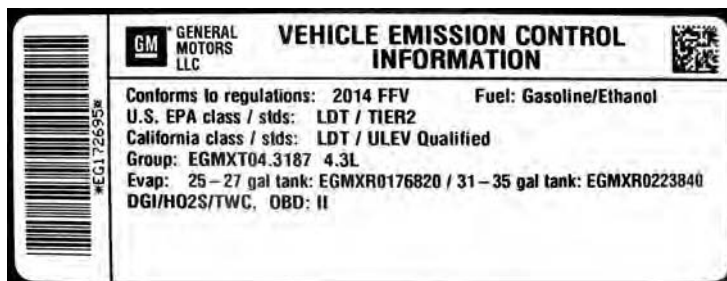 GM GENERAL MOTORS LLC
VEHICLE EMISSION CONTROL
INFORMATION
Conforms to regulations: 2014 FFV Fuel: Gasoline/Ethanol
U.S. EPA class / stds: LDT / TIER2
California class / stds: LDT / ULEV Qualified
Group: EGMXT04.3187 4.3L
Evap: 25–27 gal tank: EGMXR0176820 / 31–35 gal tank: EGMXR0223840
DGI/HO2S/TWC, OBD: II
*EG172695*